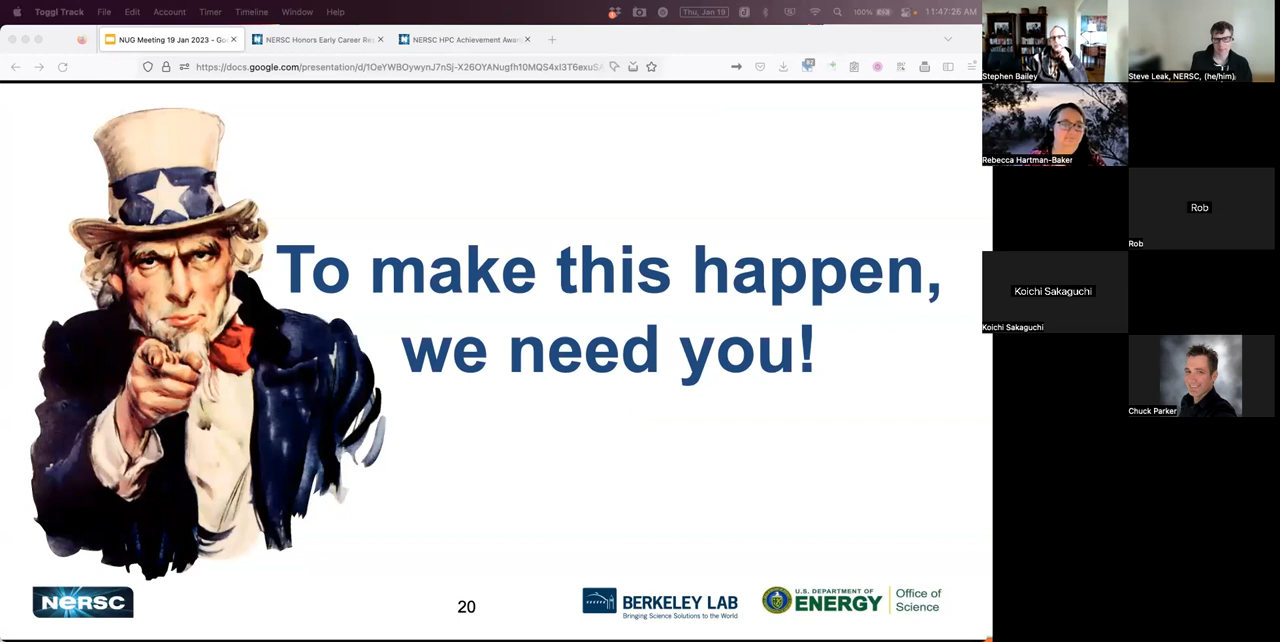 Toggl Track File Edit Account Timer Timeline Window Help
100% Thu, Jan 19 11:47:26 AM
NUG Meeting 19 Jan 2023 - Go
NERSC Honors Early Career Re
NERSC HPC Achievement Awar
https://docs.google.com/presentation/d/
To make this happen,
we need you!
NERSC
20
BERKELEY LAB
Bringing Science Solutions to the World
U.S. DEPARTMENT OF
ENERGY
Office of
Science
Stephen Bailey
Steve Leak, NERSC, (he/him)
Rebecca Hartman-Baker
Rob
Rob
Koichi Sakaguchi
Koichi Sakaguchi
Chuck Parker